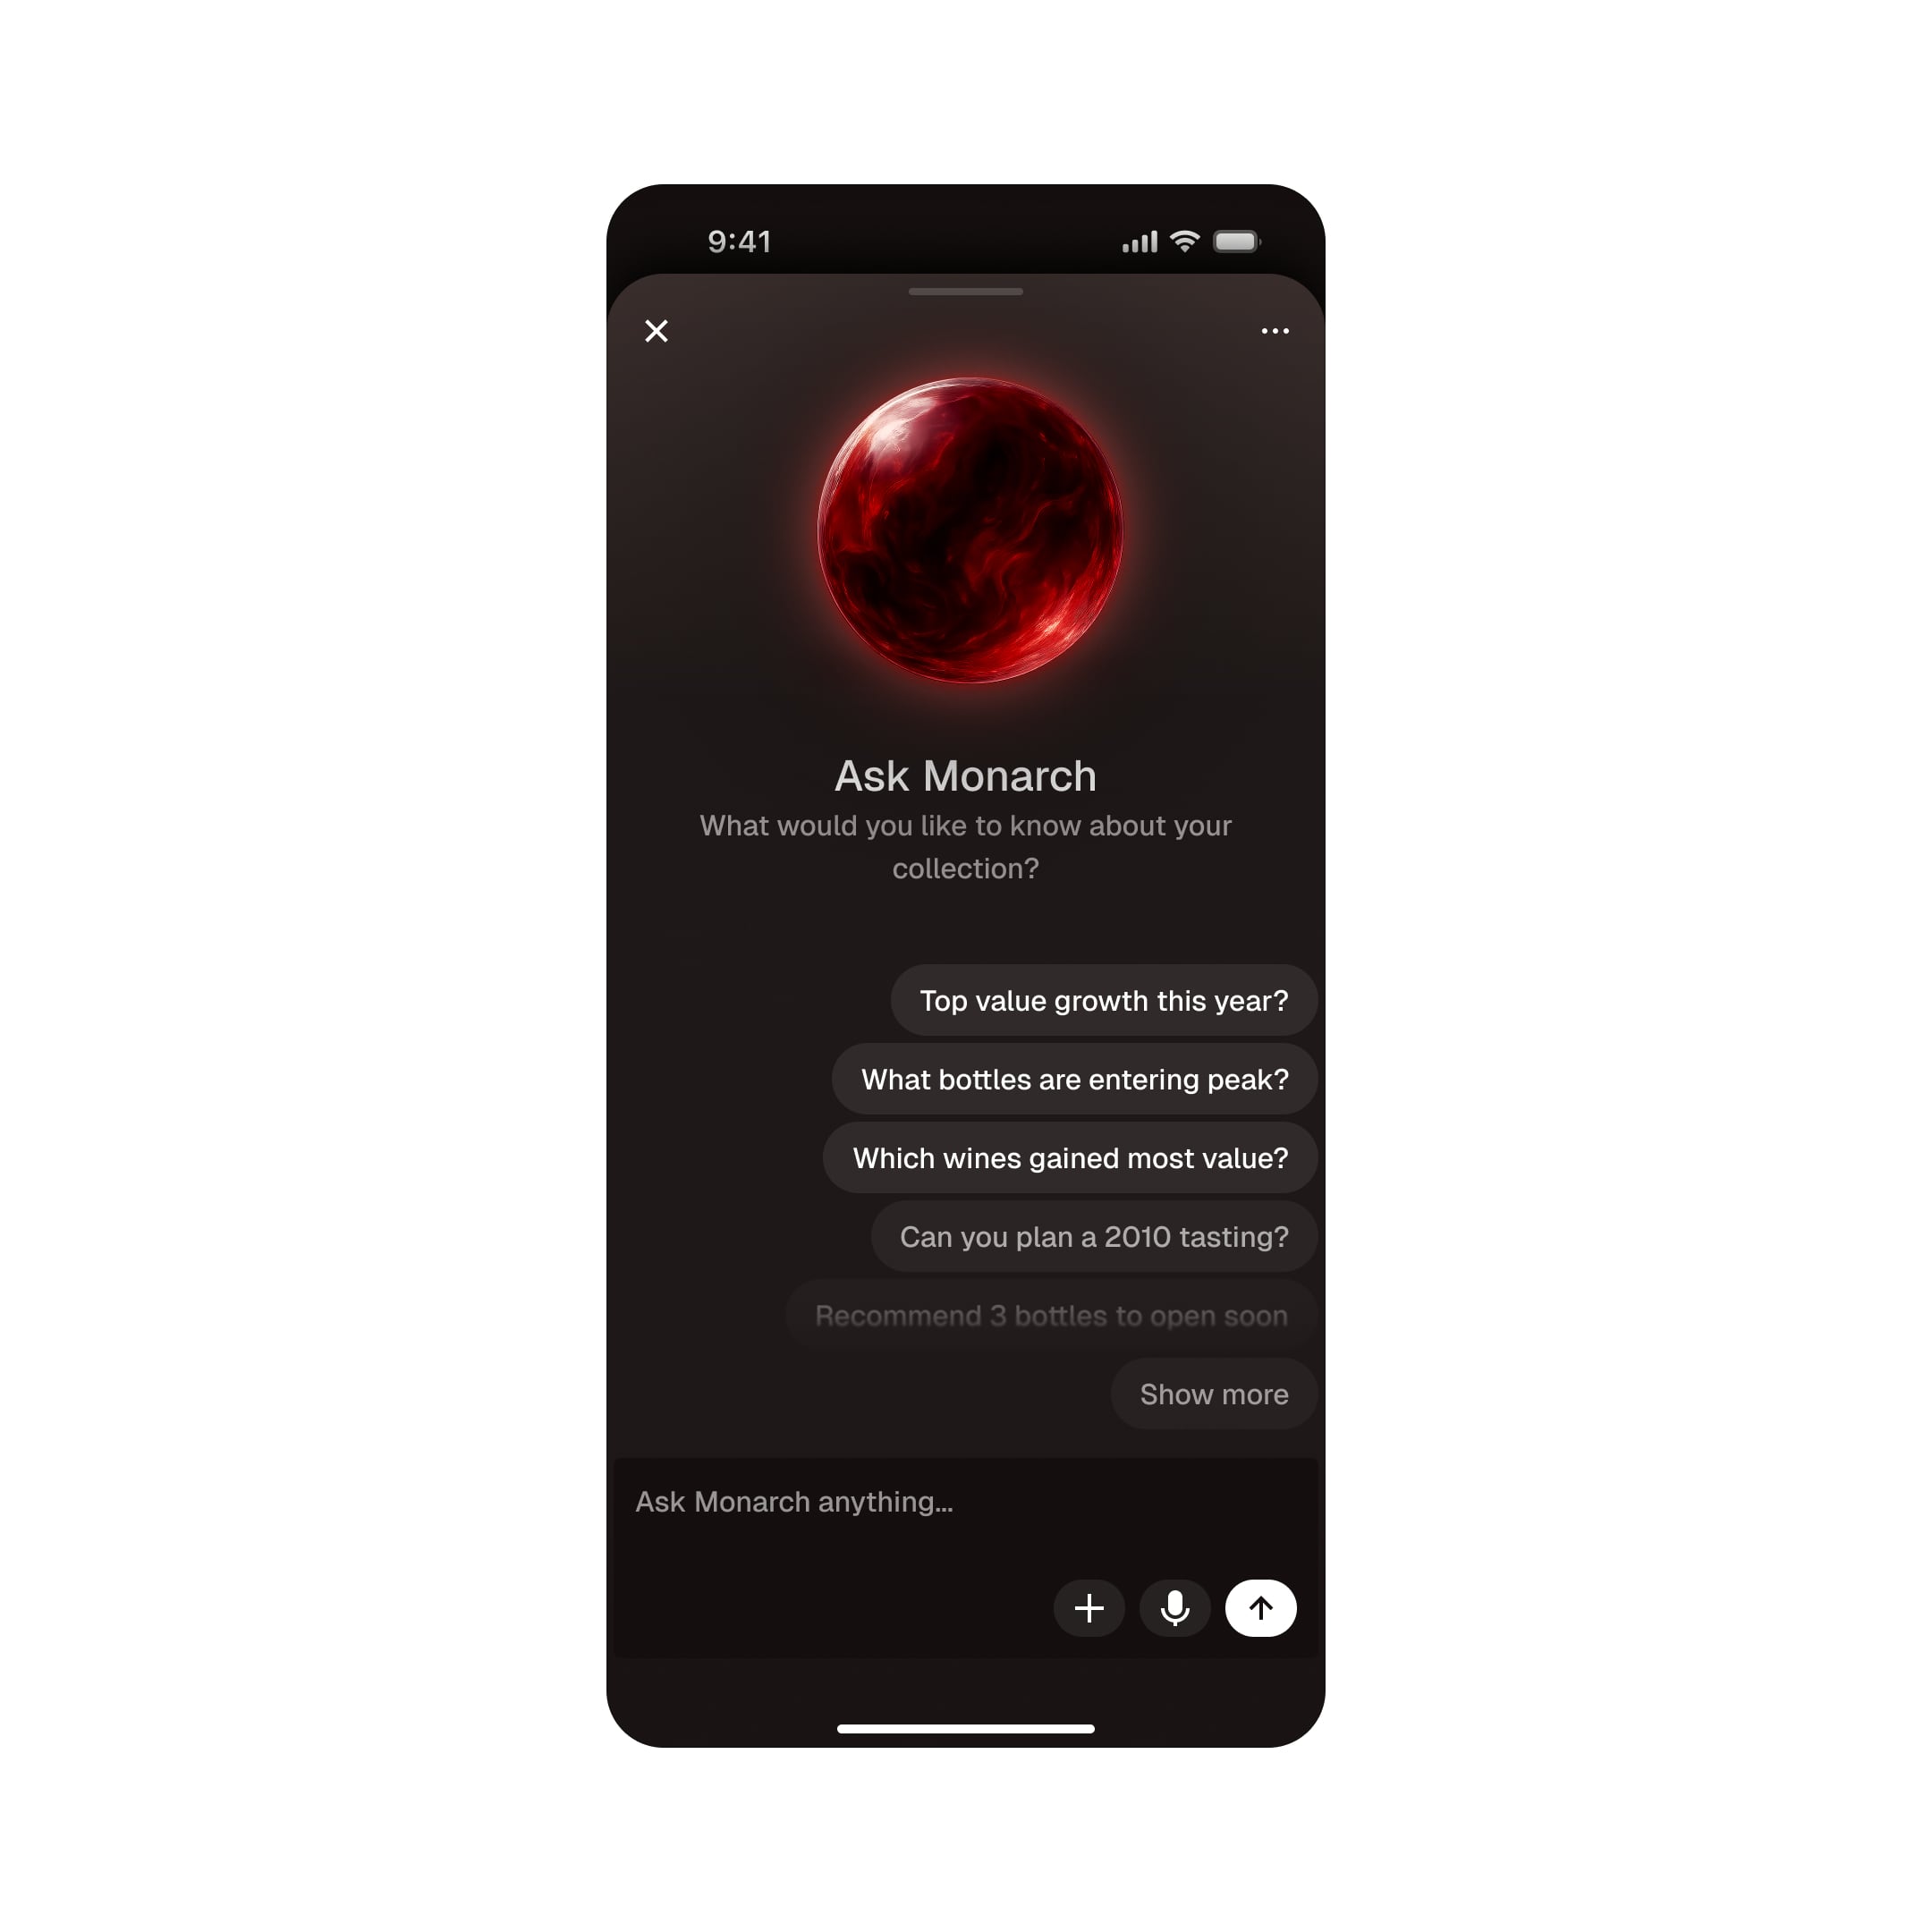 9:41
Ask Monarch
What would you like to know about your
collection?
Top value growth this year?
What bottles are entering peak?
Which wines gained most value?
Can you plan a 2010 tasting?
Recommend 3 bottles to open soon
Show more
Ask Monarch anything...